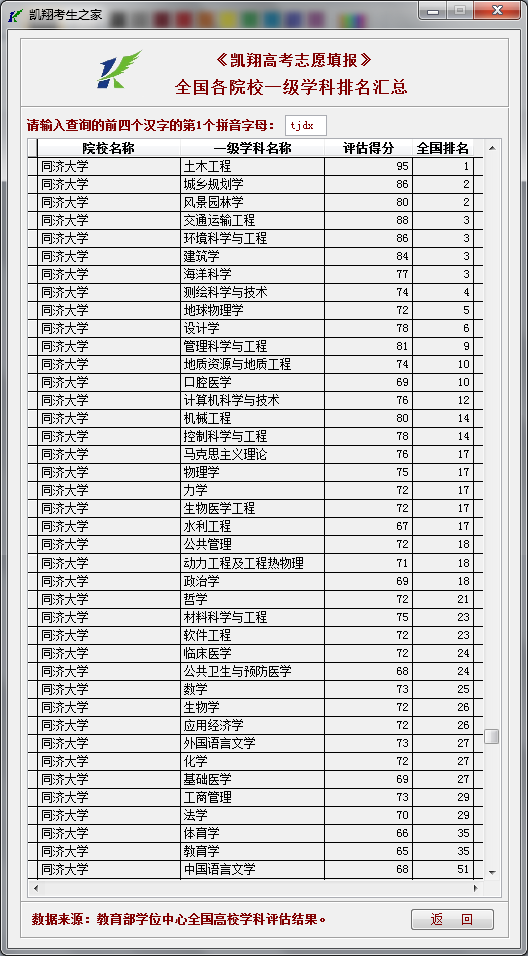 凯翔考生之家
《凯翔高考志愿填报》
全国各院校一级学科排名汇总
请输入查询的前四个汉字的第1个拼音字母： tjdx
院校名称 一级学科名称 评估得分 全国排名
同济大学 土木工程 95 1
同济大学 城乡规划学 86 2
同济大学 风景园林学 80 2
同济大学 交通运输工程 88 3
同济大学 环境科学与工程 86 3
同济大学 建筑学 84 3
同济大学 海洋科学 77 3
同济大学 测绘科学与技术 74 4
同济大学 地球物理学 72 5
同济大学 设计学 78 6
同济大学 管理科学与工程 81 9
同济大学 地质资源与地质工程 74 10
同济大学 口腔医学 69 10
同济大学 计算机科学与技术 76 12
同济大学 机械工程 80 14
同济大学 控制科学与工程 78 14
同济大学 马克思主义理论 76 17
同济大学 物理学 75 17
同济大学 力学 72 17
同济大学 生物医学工程 72 17
同济大学 水利工程 67 17
同济大学 公共管理 72 18
同济大学 动力工程及工程热物理 71 18
同济大学 政治学 69 18
同济大学 哲学 72 21
同济大学 材料科学与工程 75 23
同济大学 软件工程 72 23
同济大学 临床医学 72 24
同济大学 公共卫生与预防医学 68 24
同济大学 数学 73 25
同济大学 生物学 72 26
同济大学 应用经济学 72 26
同济大学 外国语言文学 73 27
同济大学 化学 72 27
同济大学 基础医学 69 27
同济大学 工商管理 73 29
同济大学 法学 70 29
同济大学 体育学 66 35
同济大学 教育学 65 35
同济大学 中国语言文学 68 51
数据来源：教育部学位中心全国高校学科评估结果。 返 回